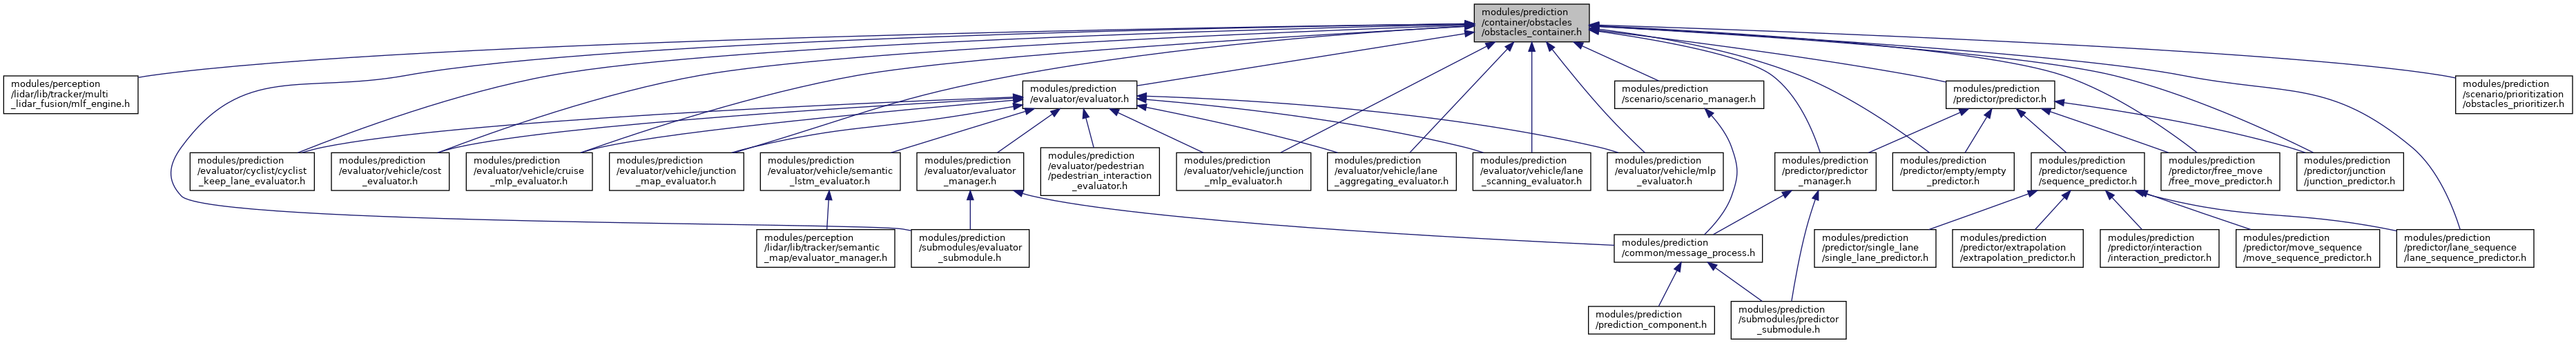 modules/prediction
/container/obstacles
/obstacles_container.h
modules/perception
/lidar/lib/tracker/multi
_lidar_fusion/mlf_engine.h
modules/prediction
/evaluator/evaluator.h
modules/prediction
/scenario/scenario_manager.h
modules/prediction
/predictor/predictor.h
modules/prediction
/scenario/prioritization
/obstacles_prioritizer.h
modules/prediction
/evaluator/cyclist/cyclist
_keep_lane_evaluator.h
modules/prediction
/evaluator/vehicle/cost
_evaluator.h
modules/prediction
/evaluator/vehicle/cruise
_mlp_evaluator.h
modules/prediction
/evaluator/vehicle/junction
_map_evaluator.h
modules/prediction
/evaluator/vehicle/semantic
_lstm_evaluator.h
modules/prediction
/evaluator/evaluator
_manager.h
modules/prediction
/evaluator/pedestrian
/pedestrian_interaction
_evaluator.h
modules/prediction
/evaluator/vehicle/junction
_mlp_evaluator.h
modules/prediction
/evaluator/vehicle/lane
_aggregating_evaluator.h
modules/prediction
/evaluator/vehicle/lane
_scanning_evaluator.h
modules/prediction
/evaluator/vehicle/mlp
_evaluator.h
modules/prediction
/predictor/predictor
_manager.h
modules/prediction
/predictor/empty/empty
_predictor.h
modules/prediction
/predictor/sequence
/sequence_predictor.h
modules/prediction
/predictor/free_move
/free_move_predictor.h
modules/prediction
/predictor/junction
/junction_predictor.h
modules/perception
/lidar/lib/tracker/semantic
_map/evaluator_manager.h
modules/prediction
/submodules/evaluator
_submodule.h
modules/prediction
/common/message_process.h
modules/prediction
/predictor/single_lane
/single_lane_predictor.h
modules/prediction
/predictor/extrapolation
/extrapolation_predictor.h
modules/prediction
/predictor/interaction
/interaction_predictor.h
modules/prediction
/predictor/move_sequence
/move_sequence_predictor.h
modules/prediction
/predictor/lane_sequence
/lane_sequence_predictor.h
modules/prediction
/prediction_component.h
modules/prediction
/submodules/predictor
_submodule.h